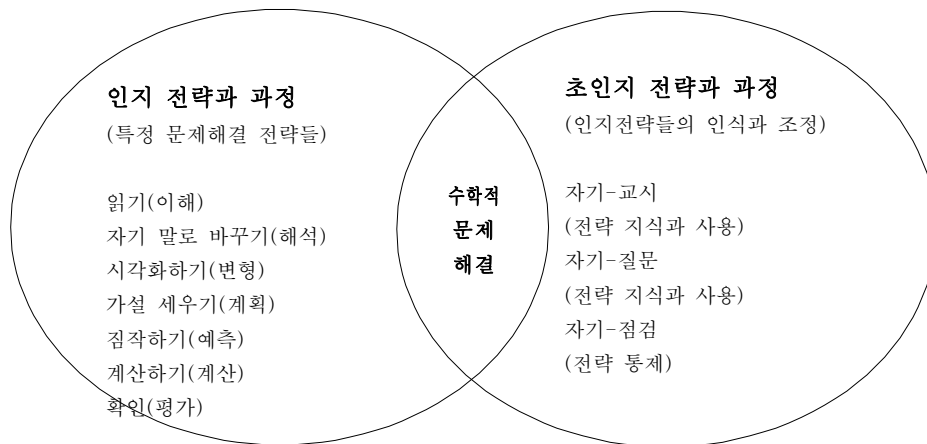 인지 전략과 과정
(특정 문제해결 전략들)
읽기(이해)
자기 말로 바꾸기(해석)
시각화하기(변형)
가설 세우기(계획)
짐작하기(예측)
계산하기(계산)
확인(평가)
수학적
문제
해결
초인지 전략과 과정
(인지전략들의 인식과 조정)
자기-교시
(전략 지식과 사용)
자기-질문
(전략 지식과 사용)
자기-점검
(전략 통제)